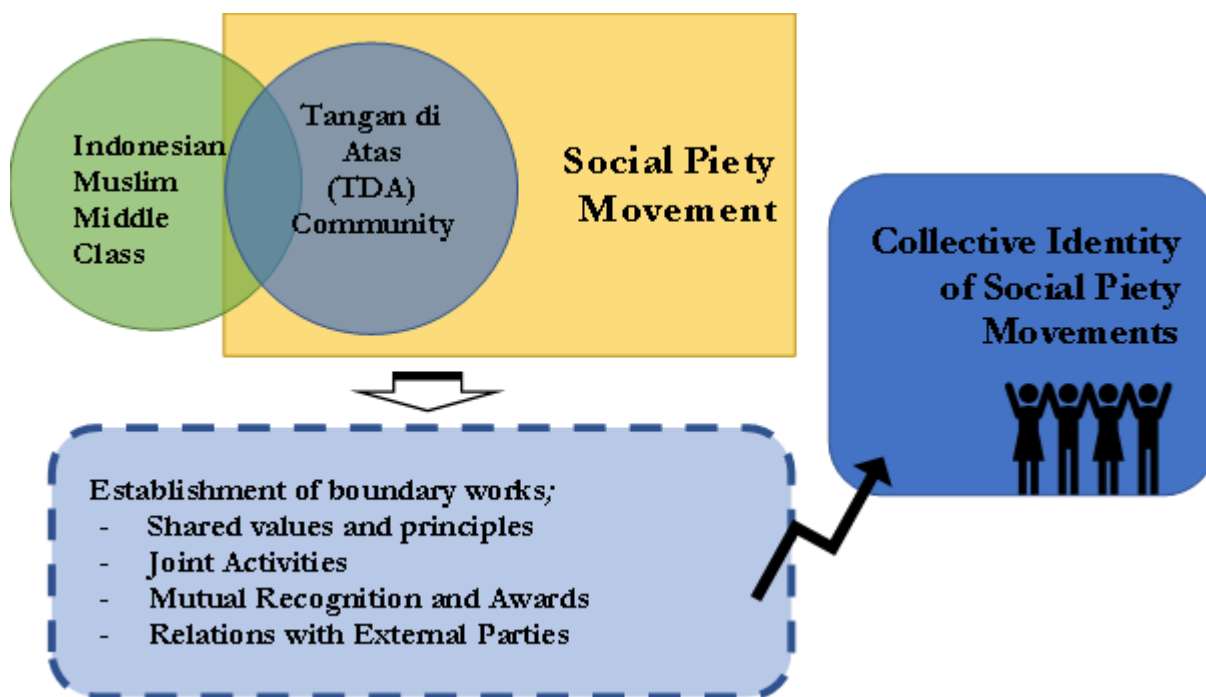 Indonesian
Muslim
Middle
Class
Tangan di
Atas
(TDA)
Community
Social Piety
Movement
Collective Identity
of Social Piety
Movements
Establishment of boundary works;
- Shared values and principles
- Joint Activities
- Mutual Recognition and Awards
- Relations with External Parties